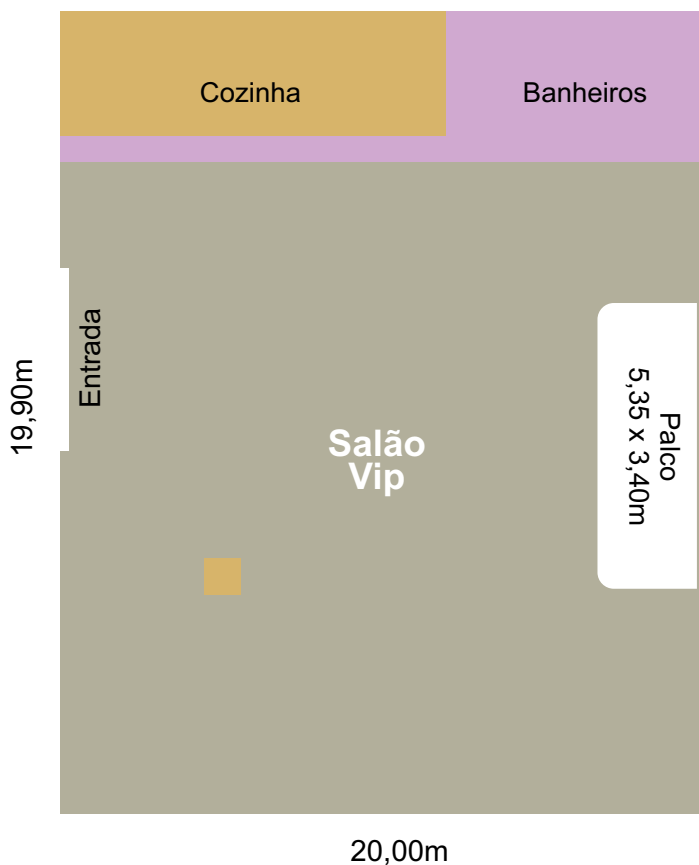 Cozinha
Banheiros
Entrada
19,90m
Salão
Vip
Palco
5,35 x 3,40m
20,00m